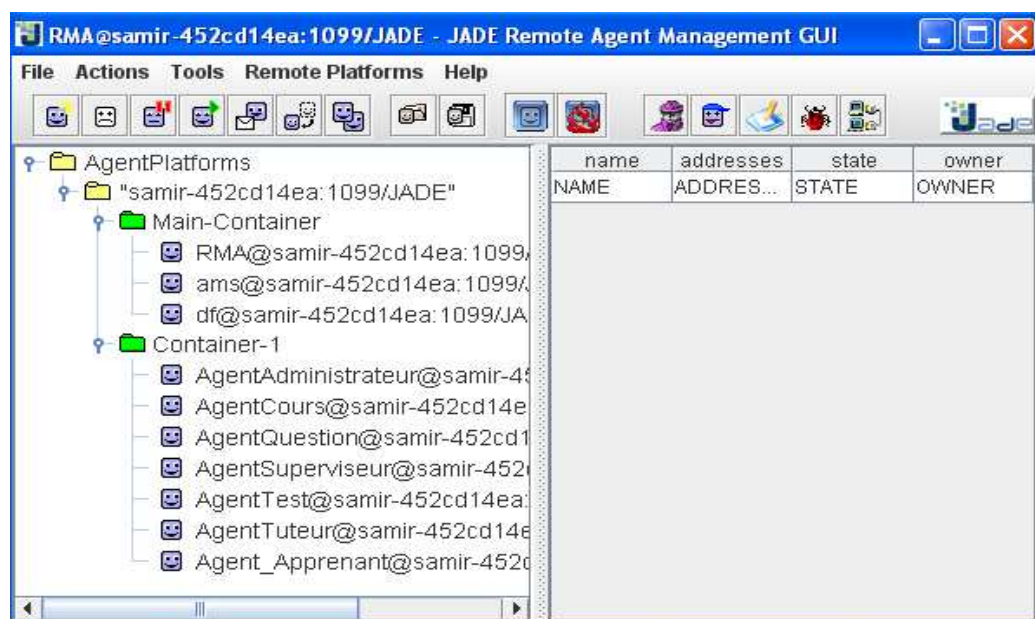 RMA@samir-452cd14ea:1099/JADE - JADE Remote Agent Management GUI
File Actions Tools Remote Platforms Help
Jade
AgentPlatforms
"samir-452cd14ea:1099/JADE"
Main-Container
RMA@samir-452cd14ea:1099/
ams@samir-452cd14ea:1099/
df@samir-452cd14ea:1099/JA
Container-1
AgentAdministrateur@samir-45
AgentCours@samir-452cd14e
AgentQuestion@samir-452cd1
AgentSuperviseur@samir-452
AgentTest@samir-452cd14ea:
AgentTuteur@samir-452cd14e
Agent_Apprenant@samir-452c
name addresses state owner
NAME ADDRES... STATE OWNER